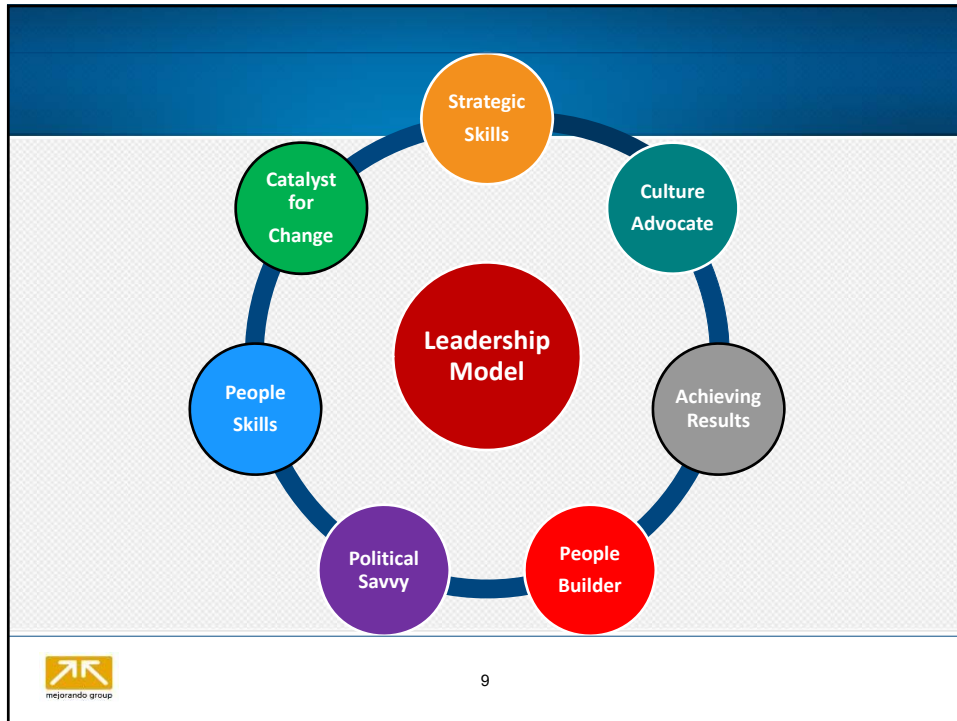 Strategic
Skills
Culture
Advocate
Achieving
Results
People
Builder
Political
Savvy
People
Skills
Catalyst
for
Change
Leadership
Model
mejorando group
9